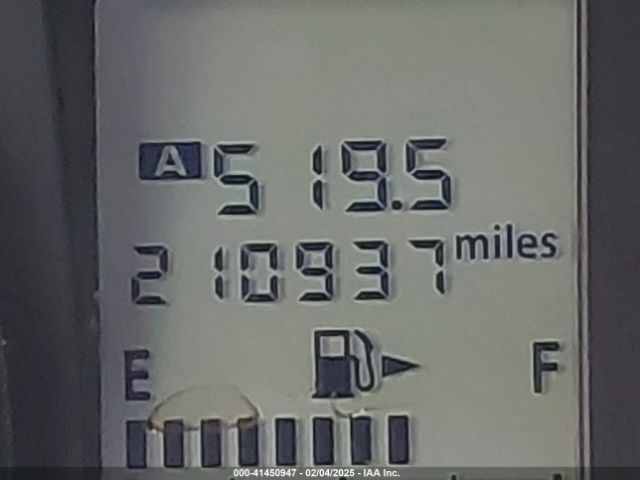 A 519.5
210937 miles
E F
000-41450947 - 02/04/2025 - IAA Inc.